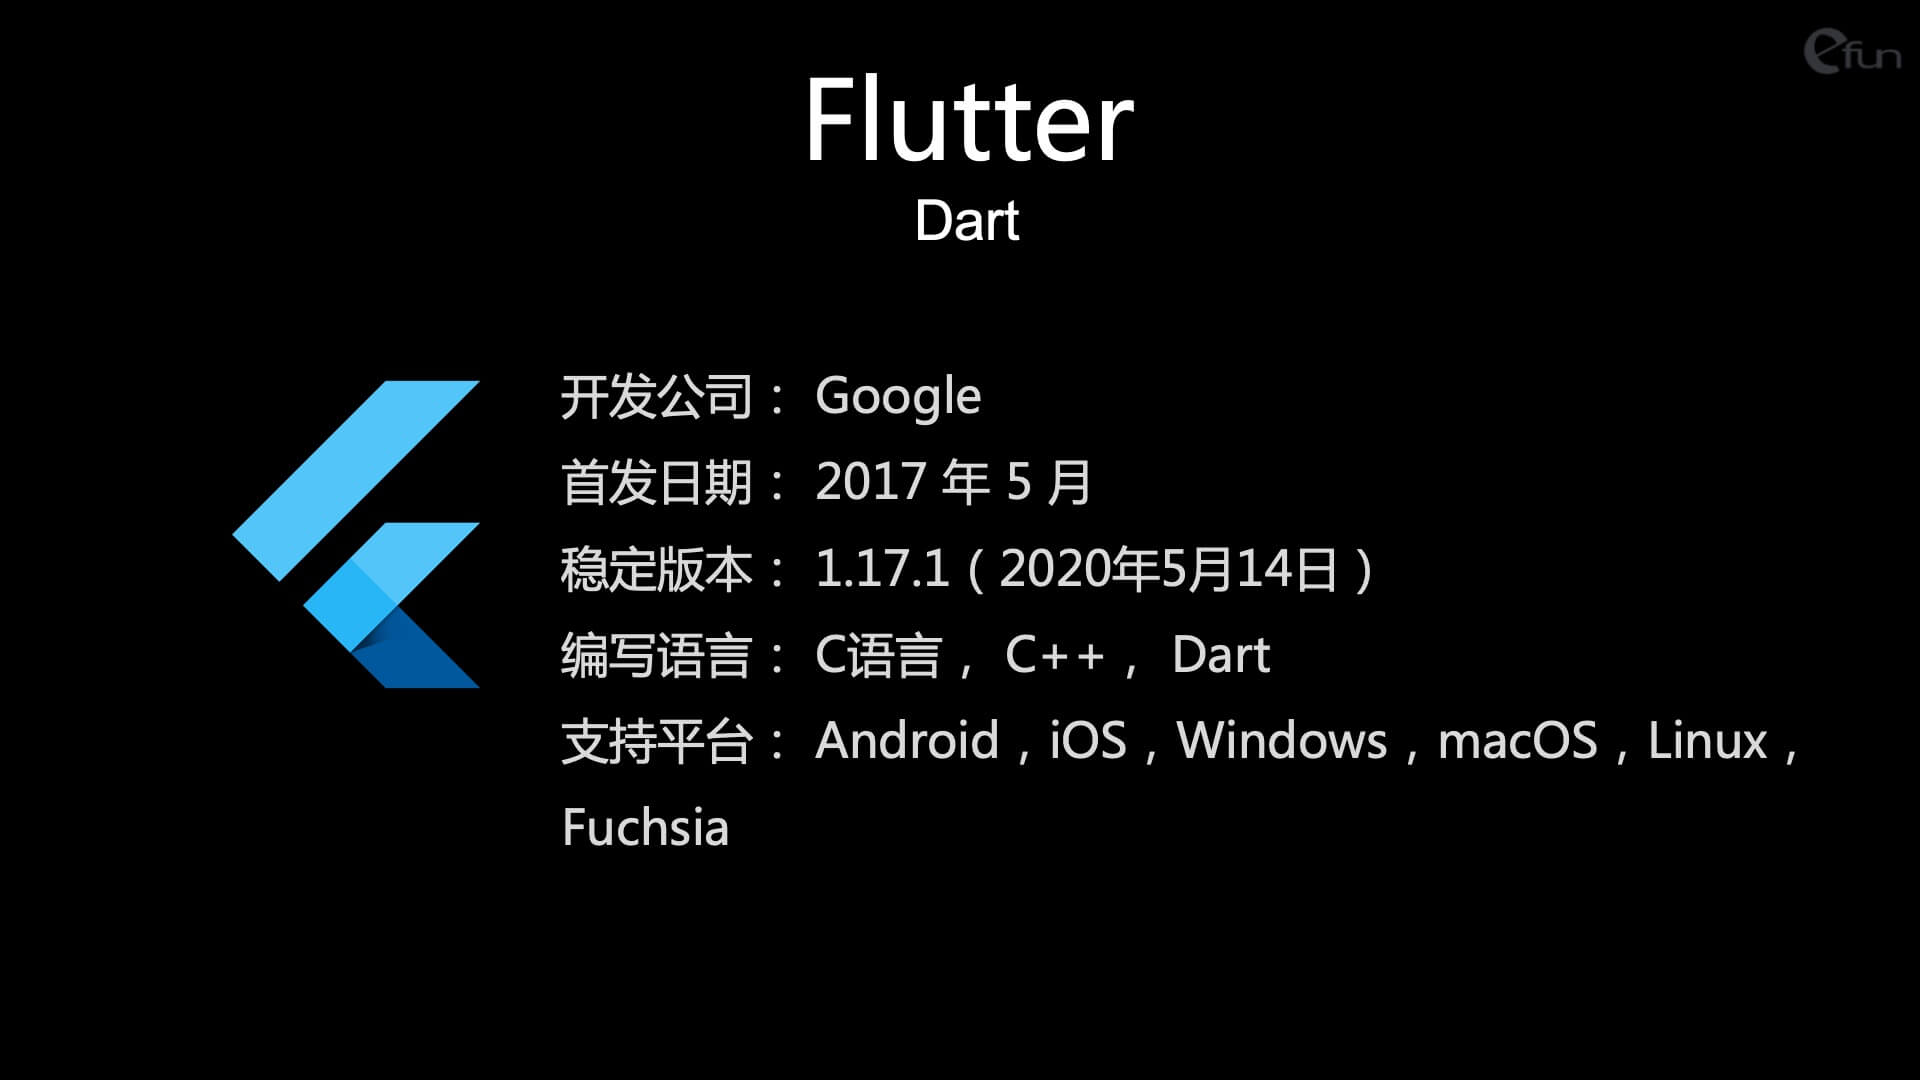 efun
Flutter
Dart
开发公司： Google
首发日期： 2017 年 5 月
稳定版本： 1.17.1（2020年5月14日）
编写语言： C语言， C++， Dart
支持平台： Android，iOS，Windows，macOS，Linux，
Fuchsia